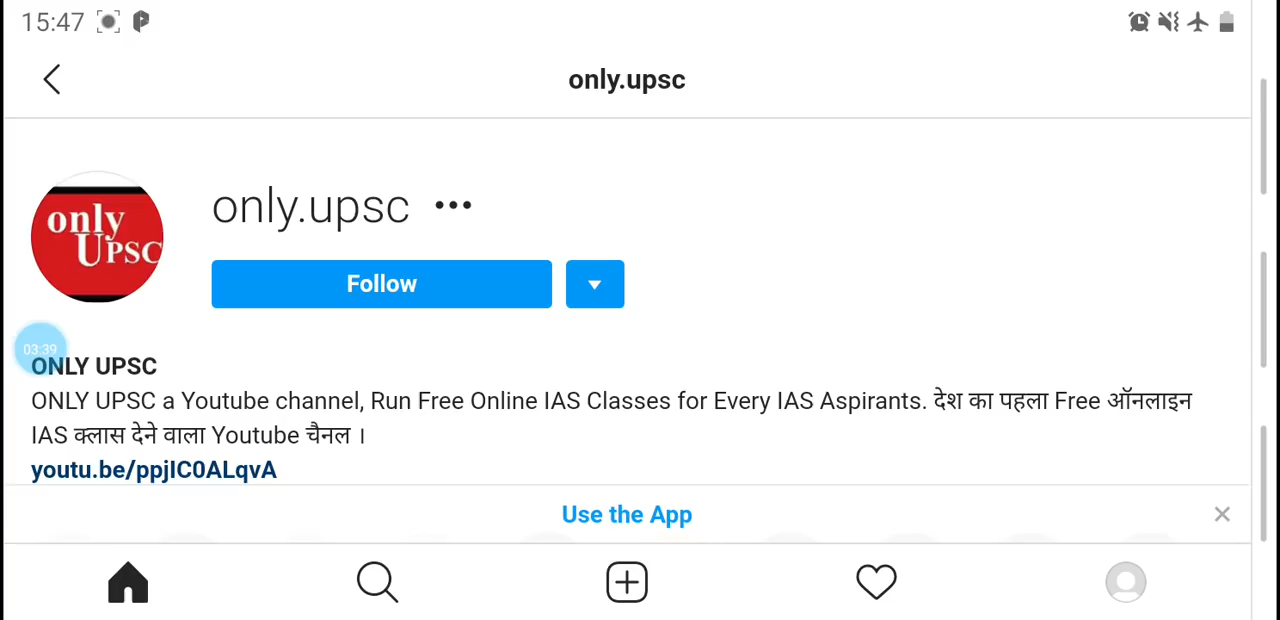 15:47
only.upsc
only
UPSC
only.upsc
Follow
03:39
ONLY UPSC
ONLY UPSC a Youtube channel, Run Free Online IAS Classes for Every IAS Aspirants. देश का पहला Free ऑनलाइन
IAS क्लास देने वाला Youtube चैनल ।
youtu.be/ppjIC0ALqvA
Use the App